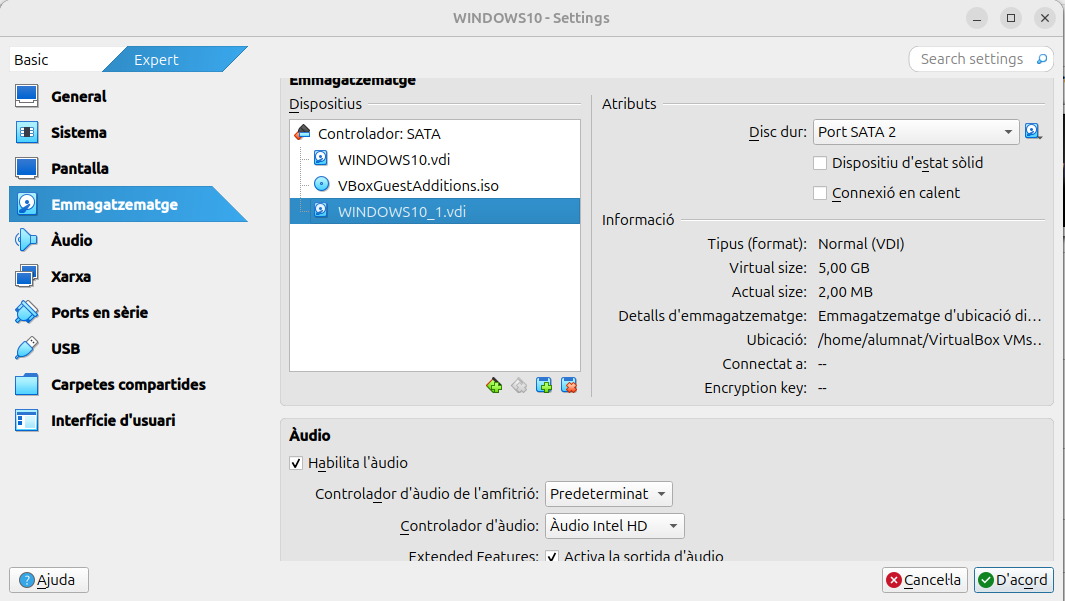 WINDOWS10 - Settings
Basic
Expert
Search settings
General
Sistema
Pantalla
Emmagatzematge
Àudio
Xarxa
Ports en sèrie
USB
Carpetes compartides
Interfície d'usuari
Emmagatzematge
Dispositius
Controlador: SATA
WINDOWS10.vdi
VBoxGuestAdditions.iso
WINDOWS10_1.vdi
Atributs
Disc dur: Port SATA 2
Dispositiu d'estat sòlid
Connexió en calent
Informació
Tipus (format): Normal (VDI)
Virtual size: 5,00 GB
Actual size: 2,00 MB
Detalls d'emmagatzematge: Emmagatzematge d'ubicació di...
Ubicació: /home/alumnat/VirtualBox VMs...
Connectat a: --
Encryption key: --
Àudio
Habilita l'àudio
Controlador d'àudio de l'amfitrió: Predeterminat
Controlador d'àudio: Àudio Intel HD
Extended Features: Activa la sortida d'àudio
Ajuda
Cancella
D'acord